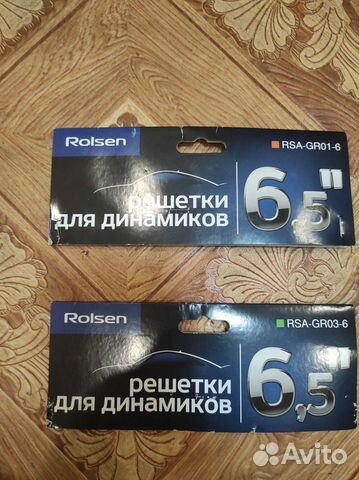 Rolsen
RSA-GR01-6
решетки
для динамиков
6,5"
Rolsen
RSA-GR03-6
решетки
для динамиков
6,5"
Avito